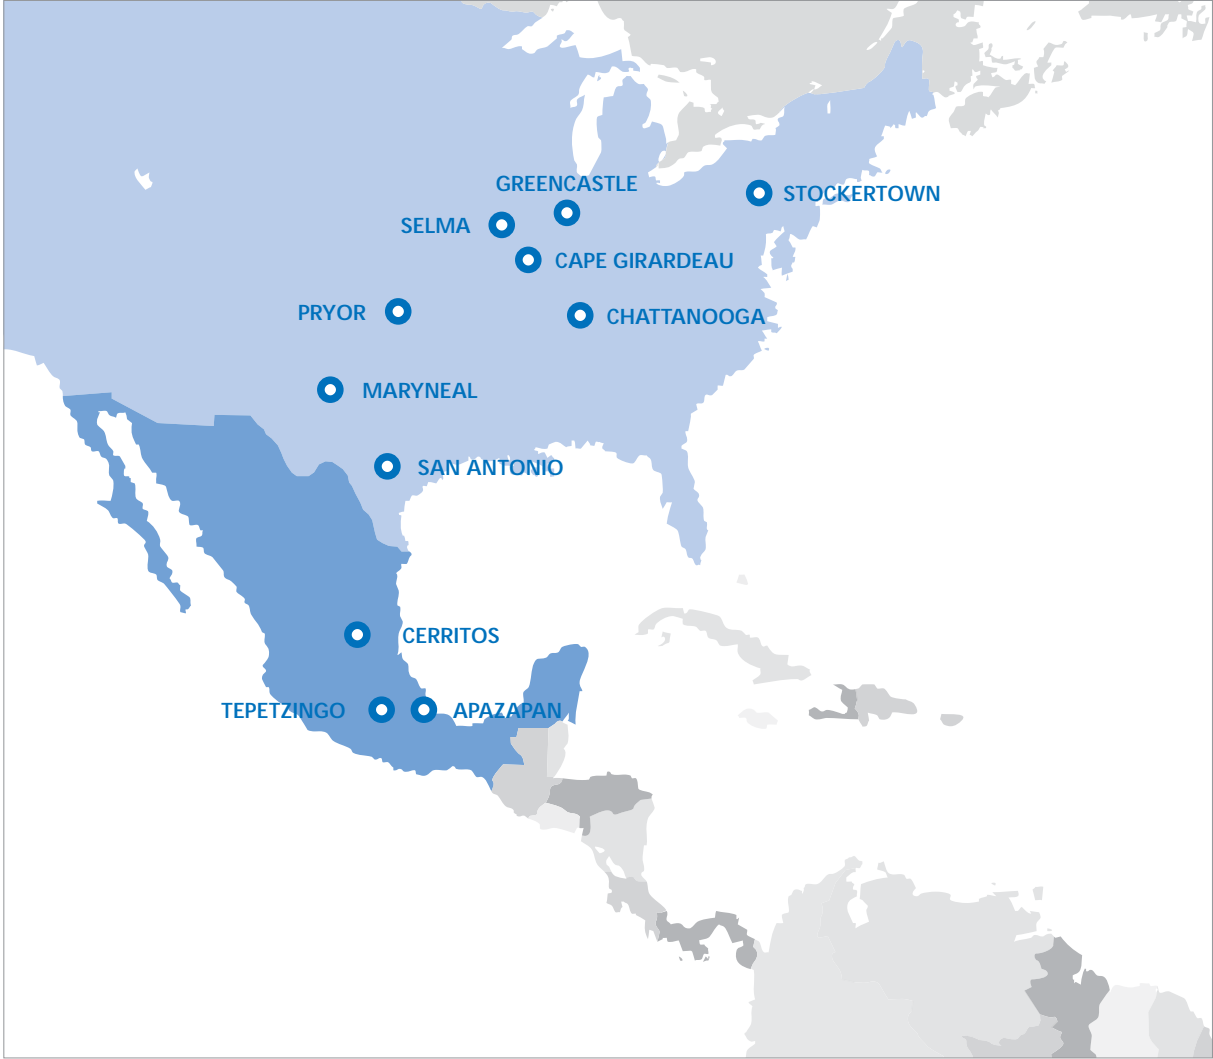 GREENCASTLE
STOCKERTOWN
SELMA
CAPE GIRARDEAU
PRYOR
CHATTANOOGA
MARYNEAL
SAN ANTONIO
CERRITOS
TEPETZINGO
APAZAPAN